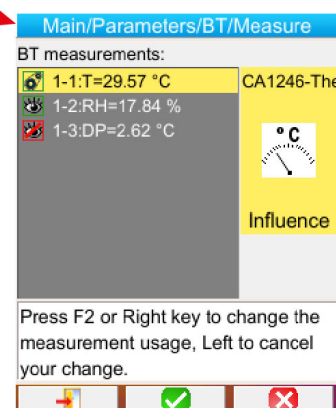 Main/Parameters/BT/Measure
BT measurements:
1-1:T=29.57 °C
CA1246-The
1-2:RH=17.84 %
1-3:DP=2.62 °C
°C
Influence
Press F2 or Right key to change the
measurement usage, Left to cancel
your change.